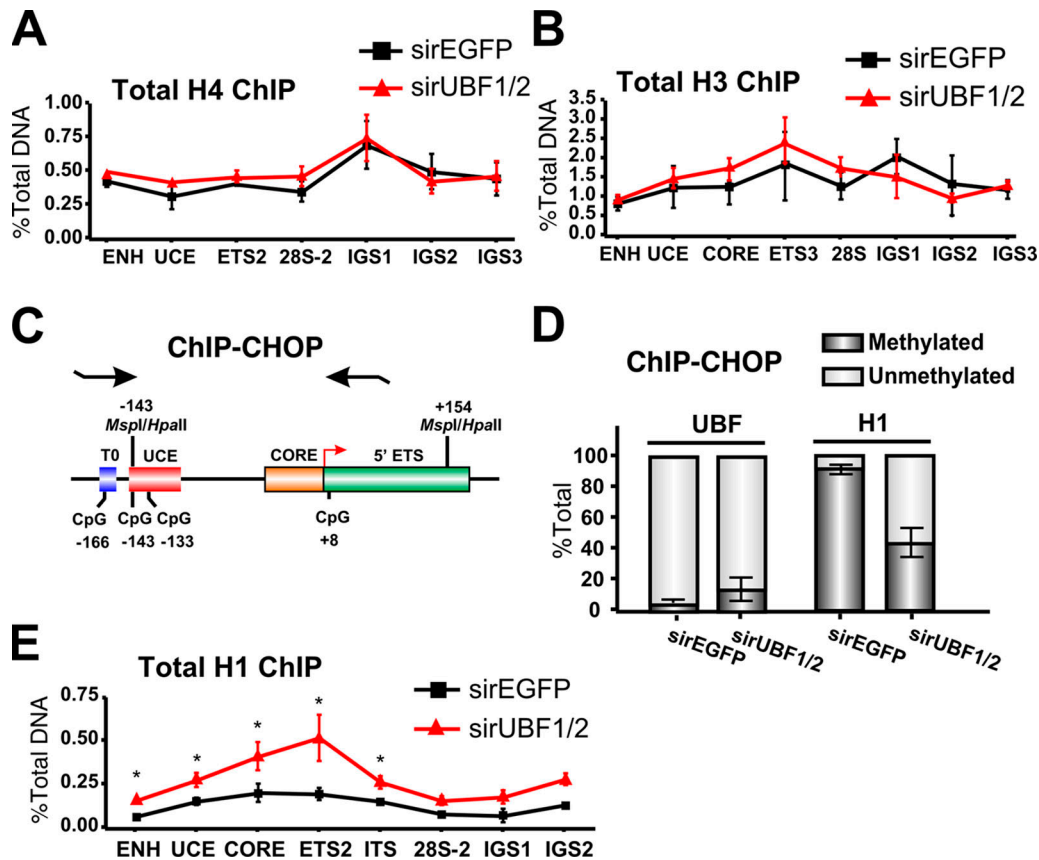 A
sirEGFP
sirUBF1/2
Total H4 ChIP
%Total DNA
1.00
0.75
0.50
0.25
0.00
ENH UCE ETS2 28S-2 IGS1 IGS2 IGS3
B
sirEGFP
sirUBF1/2
Total H3 ChIP
%Total DNA
3.5
3.0
2.5
2.0
1.5
1.0
0.5
0.0
ENH UCE CORE ETS3 28S IGS1 IGS2 IGS3
C
ChIP-CHOP
-143
MspI/HpaII
+154
MspI/HpaII
T0 UCE CORE 5' ETS
CpG CpG CpG CpG
-166 -143 -133 +8
D
ChIP-CHOP
Methylated
Unmethylated
UBF H1
%Total
100
80
60
40
20
0
sirEGFP sirUBF1/2 sirEGFP sirUBF1/2
E
Total H1 ChIP
sirEGFP
sirUBF1/2
%Total DNA
0.75
0.50
0.25
0.00
* * * * *
ENH UCE CORE ETS2 ITS 28S-2 IGS1 IGS2